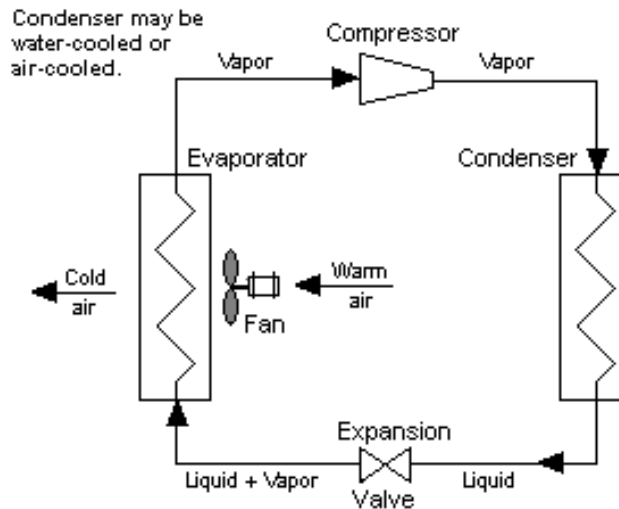 Condenser may be
water-cooled or
air-cooled.
Compressor
Vapor
Vapor
Evaporator
Condenser
Cold
air
Warm
air
Fan
Expansion
Valve
Liquid + Vapor
Liquid